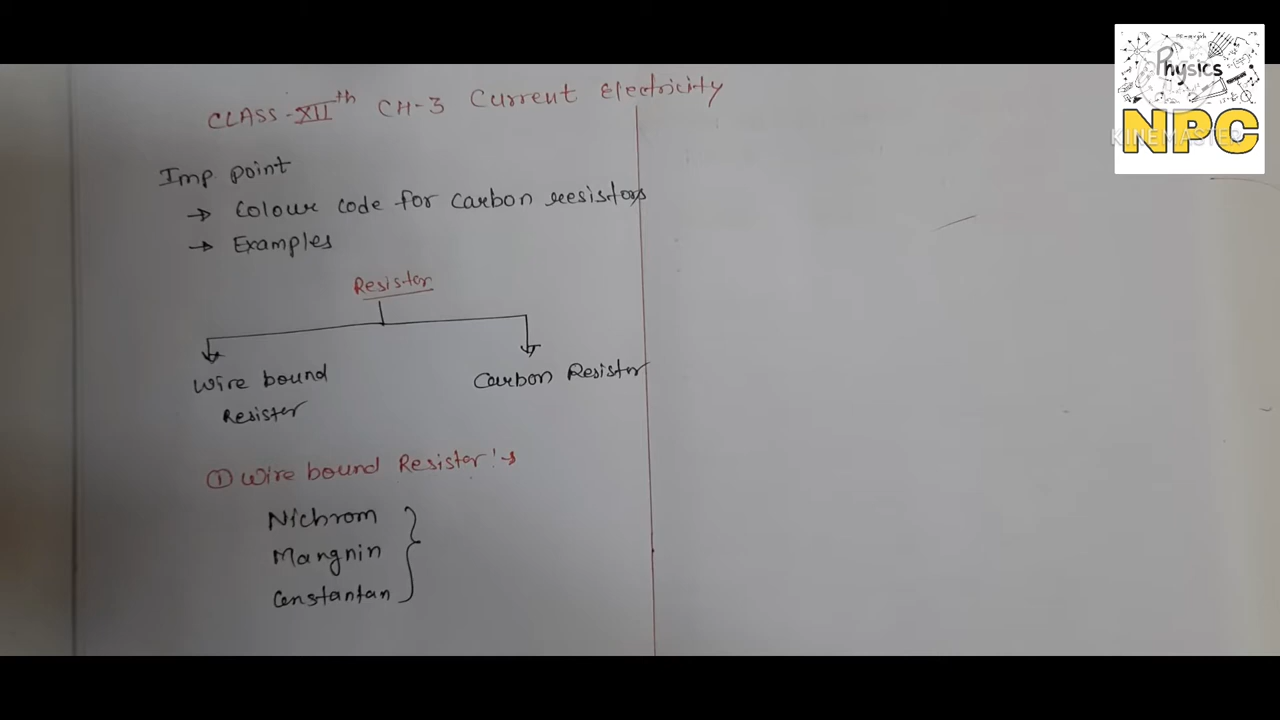 CLASS-XIIth CH-3 Current Electricity
Imp point
→ Colour code for Carbon resistors
→ Examples
Resistor
Wire bound
Resister
Carbon Resistor
① Wire bound Resistor :→
Nichrom
Mangnin
Constantan
Physics
NPC
KINEMASTER